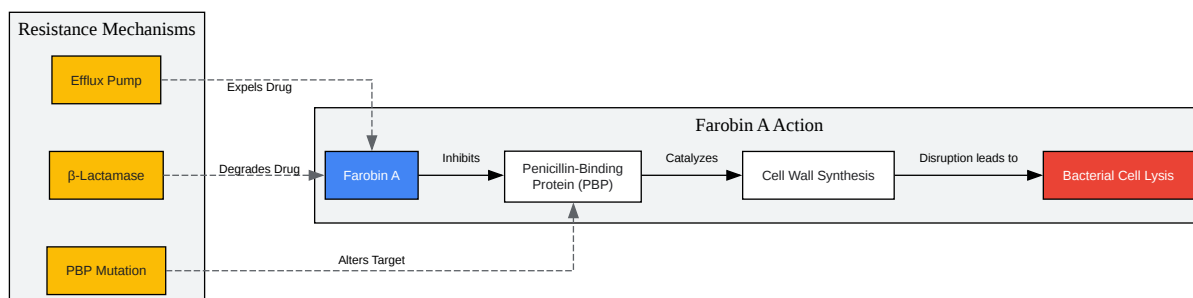 Resistance Mechanisms
Efflux Pump
Expels Drug
Farobin A Action
β-Lactamase
Degrades Drug
Farobin A
Inhibits
Penicillin-Binding
Protein (PBP)
Catalyzes
Cell Wall Synthesis
Disruption leads to
Bacterial Cell Lysis
PBP Mutation
Alters Target